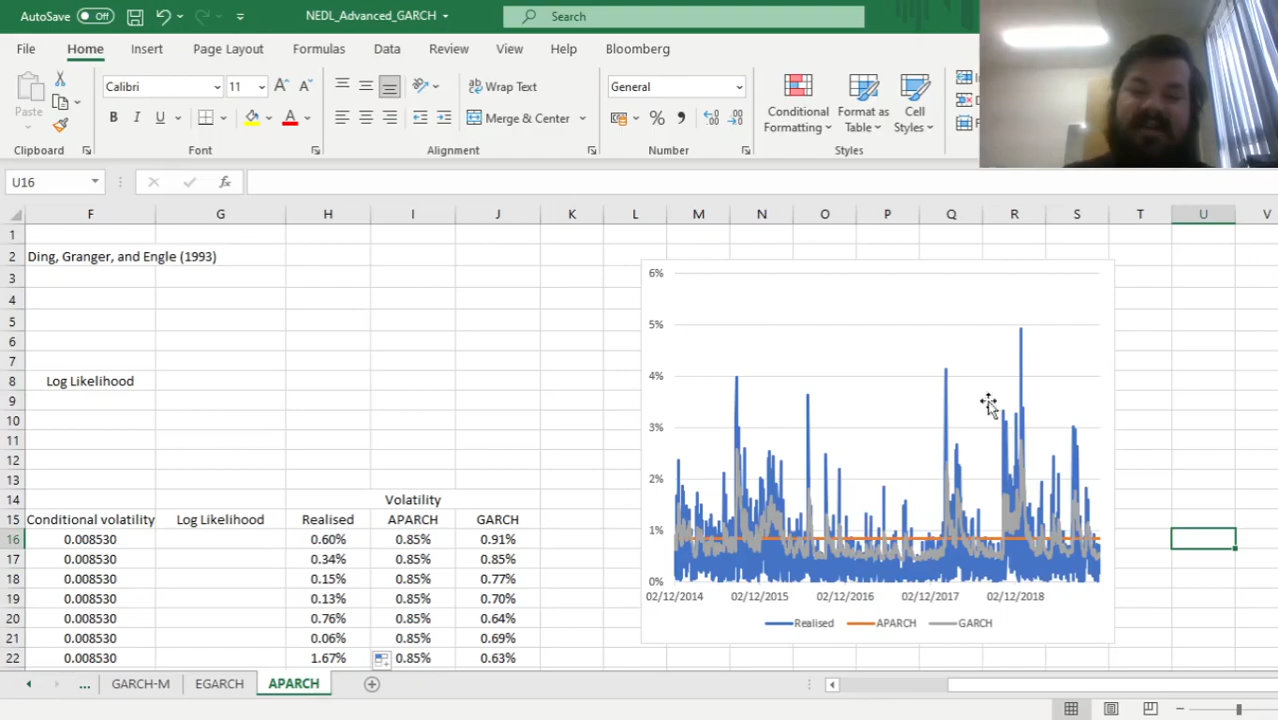 AutoSave Off NEDL_Advanced_GARCH Search
File Home Insert Page Layout Formulas Data Review View Help Bloomberg
Paste Calibri 11 Wrap Text General Conditional Format as Cell
B I U A Merge & Center % Formatting Table Styles
Clipboard Font Alignment Number Styles
U16 fx
F G H I J K L M N O P Q R S T U V
1
2 Ding, Granger, and Engle (1993)
3 6%
4
5 5%
6
7
8 Log Likelihood 4%
9
10 3%
11
12 2%
13
14 Volatility
15 Conditional volatility Log Likelihood Realised APARCH GARCH 1%
16 0.008530 0.60% 0.85% 0.91%
17 0.008530 0.34% 0.85% 0.85%
18 0.008530 0.15% 0.85% 0.77% 0%
19 0.008530 0.13% 0.85% 0.70% 02/12/2014 02/12/2015 02/12/2016 02/12/2017 02/12/2018
20 0.008530 0.76% 0.85% 0.64% Realised APARCH GARCH
21 0.008530 0.06% 0.85% 0.69%
22 0.008530 1.67% 0.85% 0.63%
... GARCH-M EGARCH APARCH